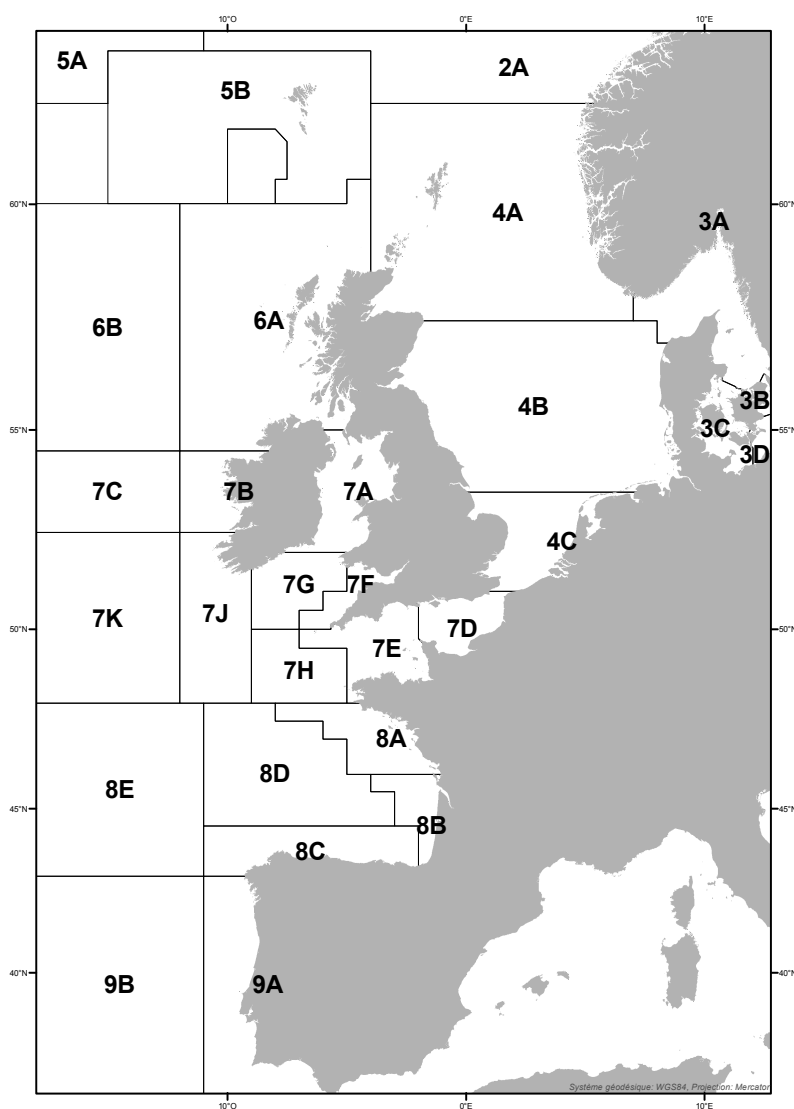 10°O 0°E 10°E
5A
2A
5B
60°N 60°N
4A
3A
6A
6B
4B
3B
3C
55°N 55°N
3D
7C 7B 7A
4C
7G 7F
7J
7K
7D
50°N 50°N
7E
7H
8A
8D
8E
45°N 45°N
8B
8C
40°N 40°N
9B 9A
Système géodésique: WGS84, Projection: Mercator
10°O 0°E 10°E